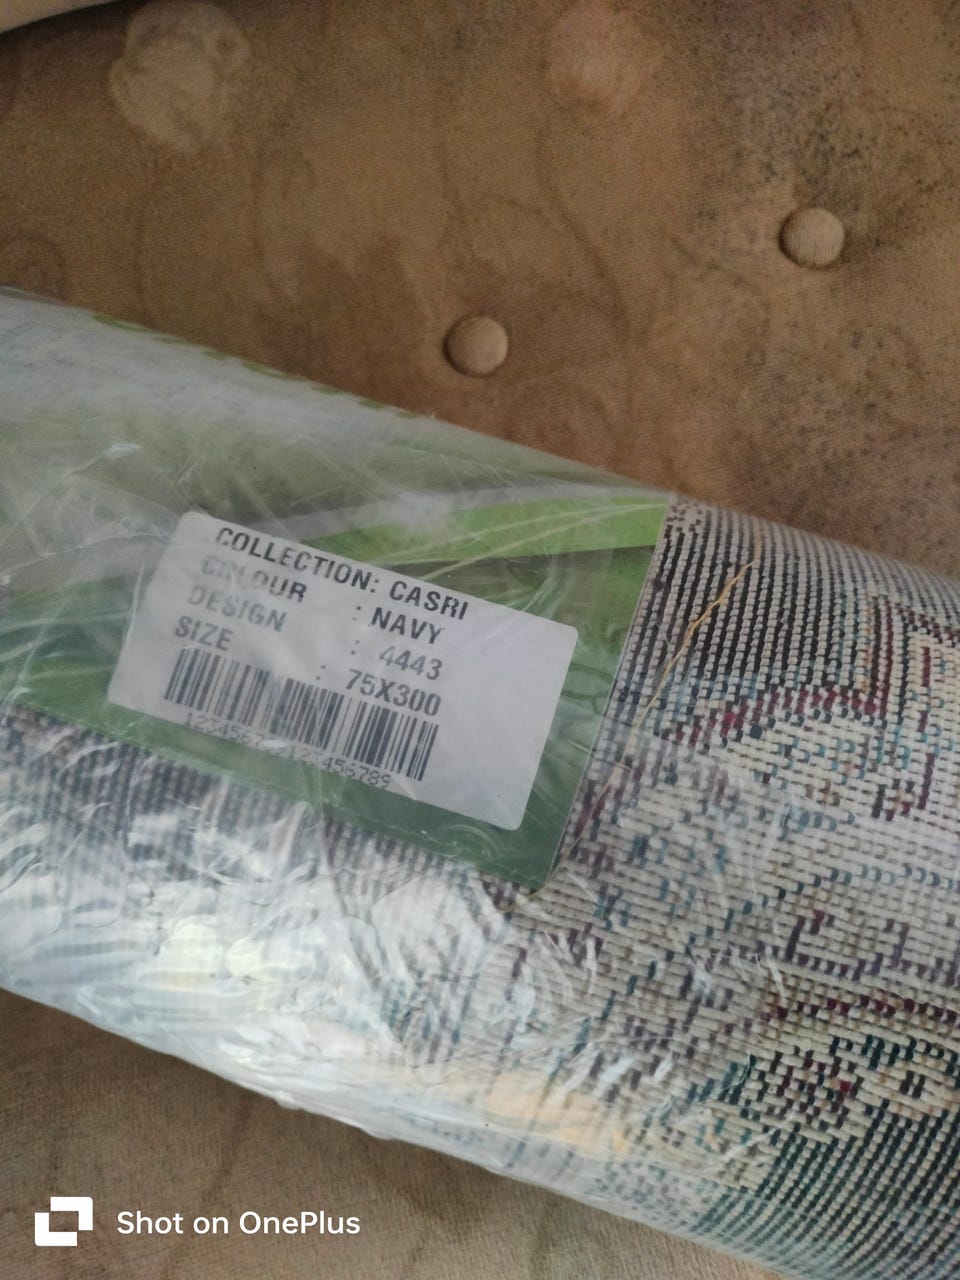 COLLECTION: CASRI
COLOUR : NAVY
DESIGN : 4443
SIZE : 75X300
Shot on OnePlus